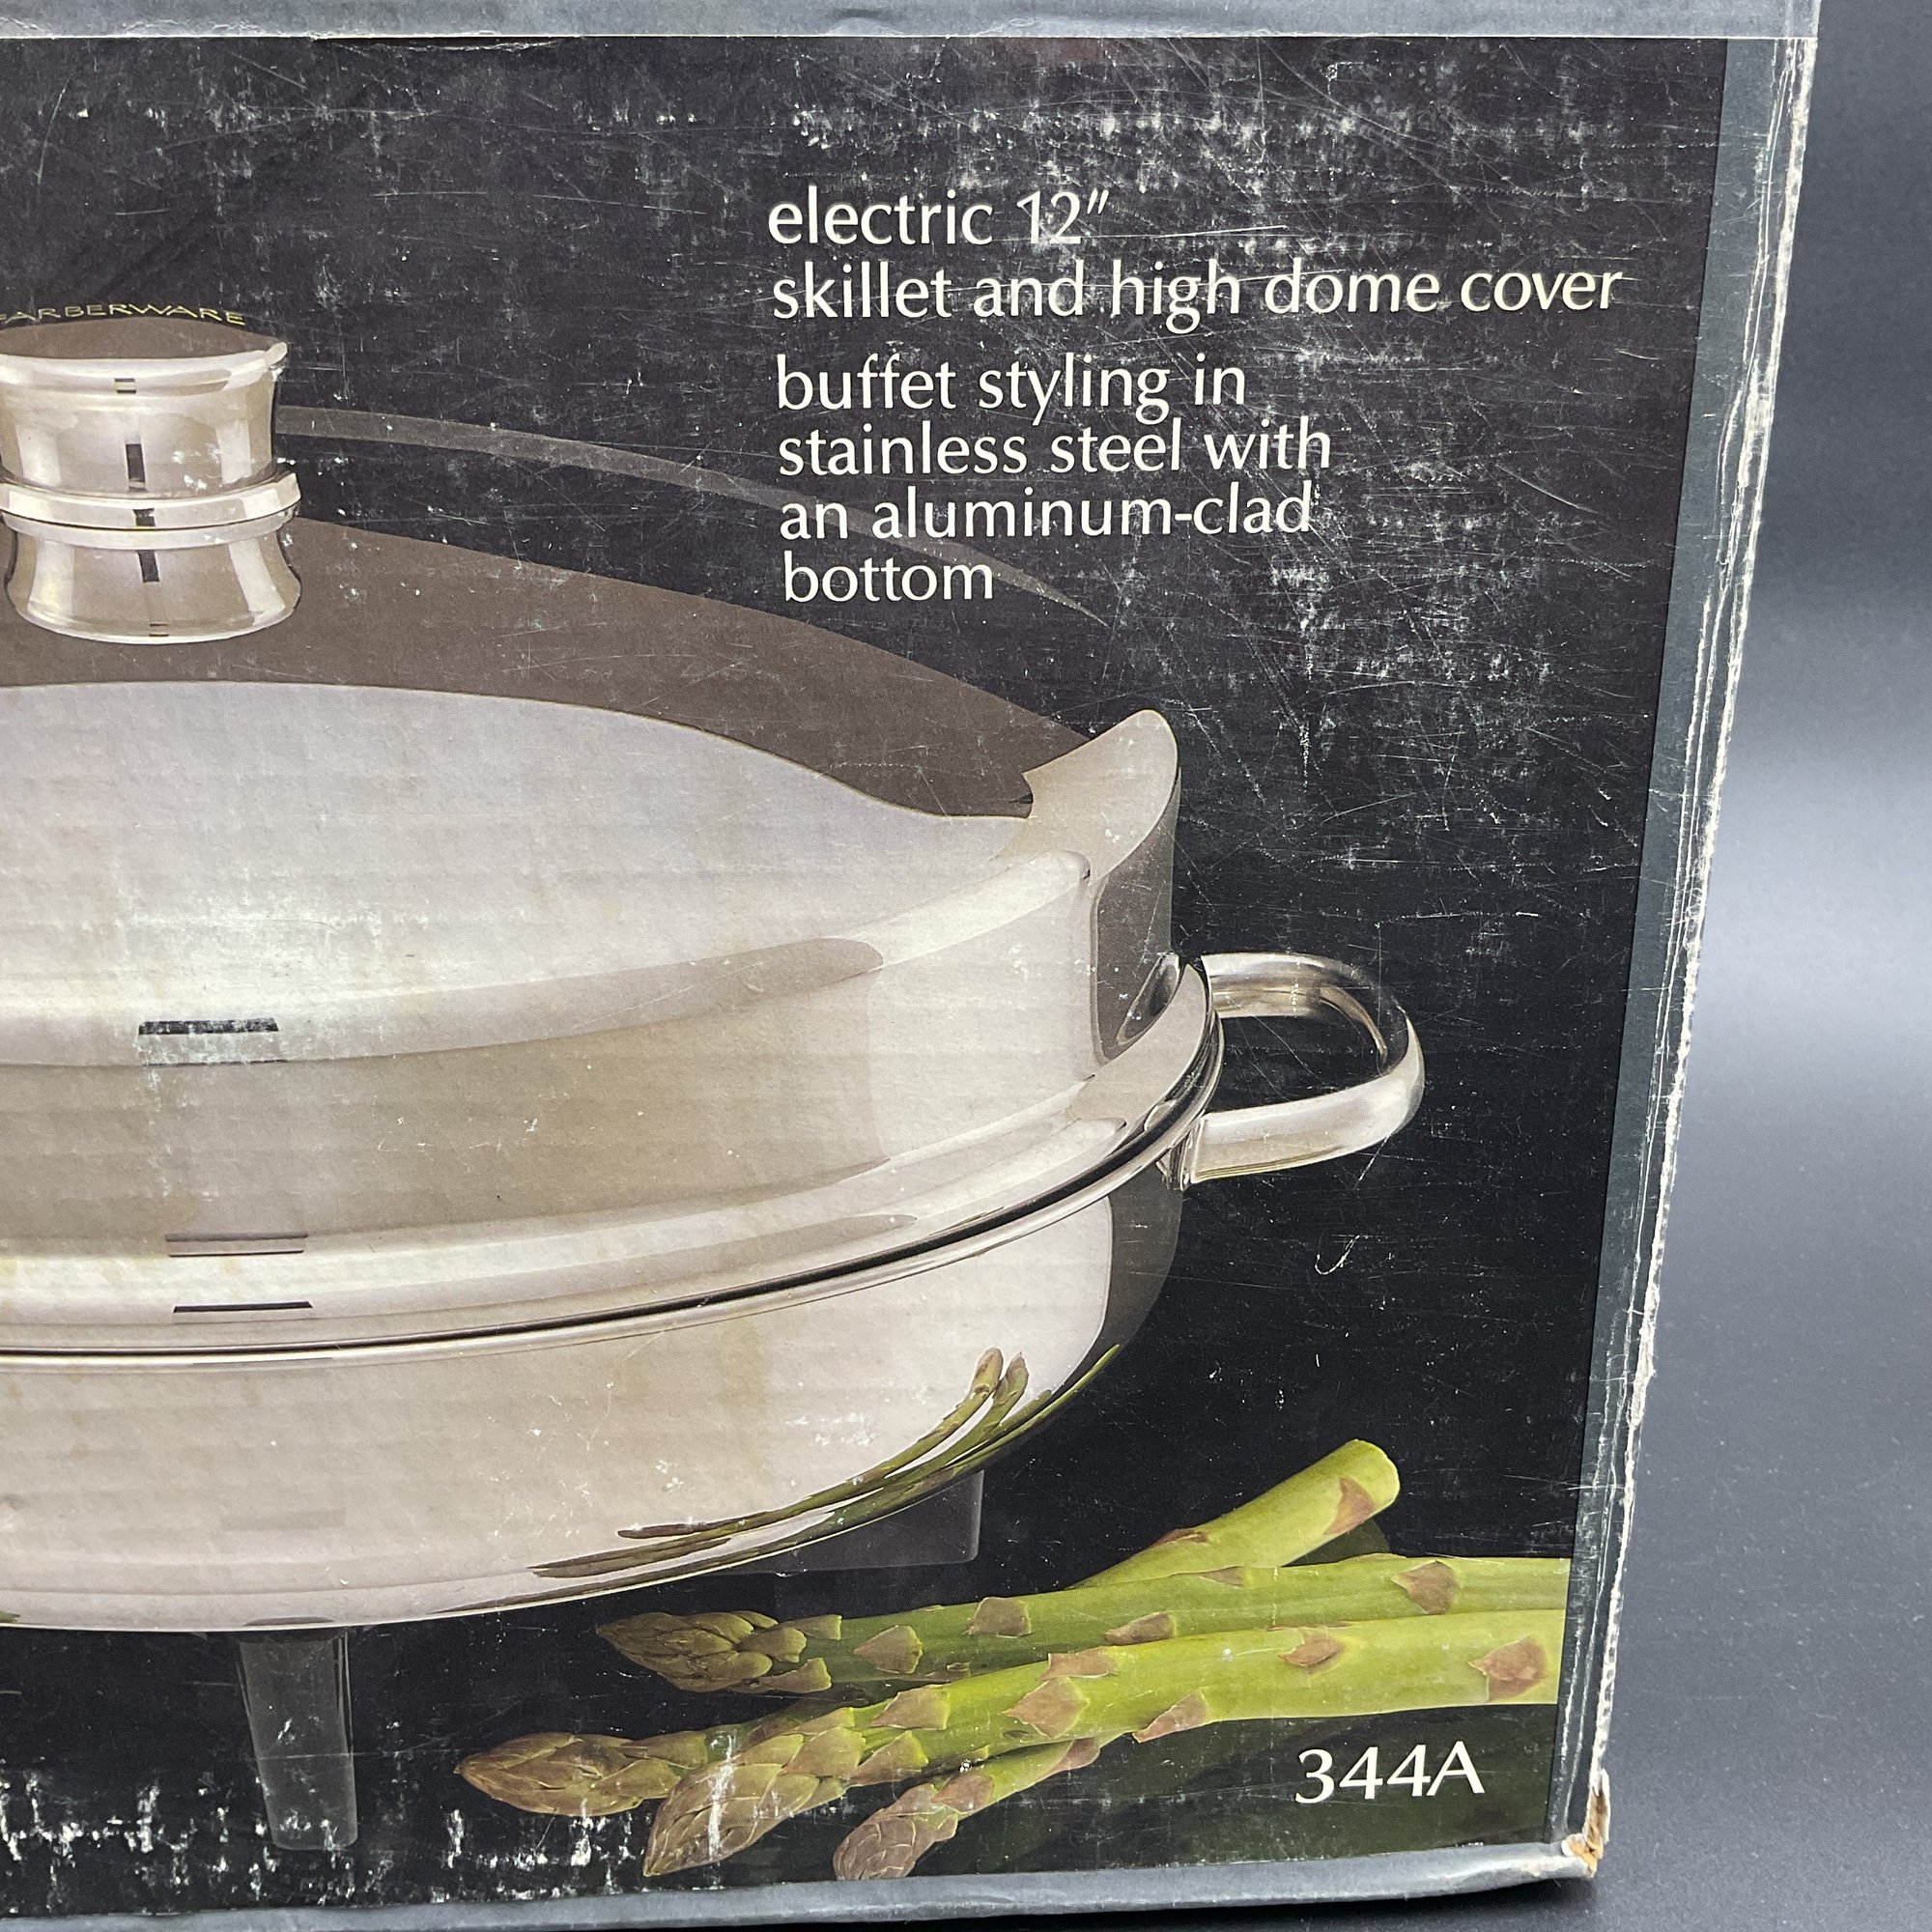 electric 12"
skillet and high dome cover
buffet styling in
stainless steel with
an aluminum-clad
bottom
FARBERWARE
344A